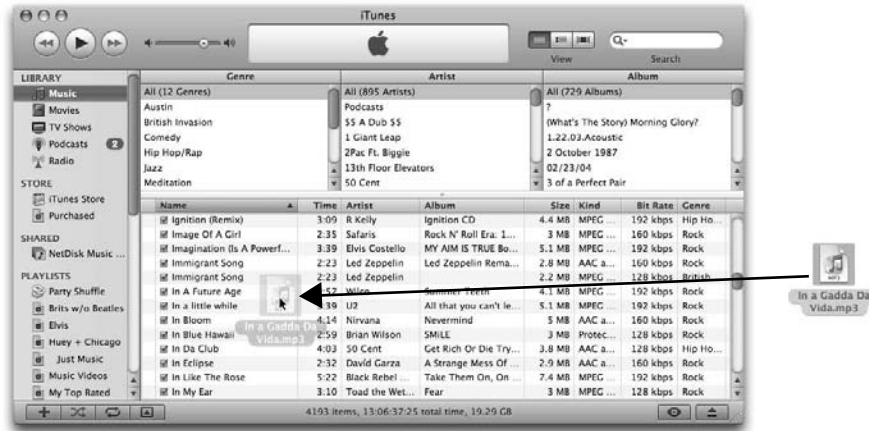 iTunes
View
Search
LIBRARY
Music
Movies
TV Shows
Podcasts 2
Radio
STORE
iTunes Store
Purchased
SHARED
NetDisk Music ...
PLAYLISTS
Party Shuffle
Brits w/o Beatles
Elvis
Huey + Chicago
Just Music
Music Videos
My Top Rated
Genre Artist Album
All (12 Genres) All (895 Artists) All (729 Albums)
Austin Podcasts ?
British Invasion $$ A Dub $$ (What's The Story) Morning Glory?
Comedy 1 Giant Leap 1.22.03.Acoustic
Hip Hop/Rap 2Pac Ft. Biggie 2 October 1987
Jazz 13th Floor Elevators 02/23/04
Meditation 50 Cent 3 of a Perfect Pair
Name Time Artist Album Size Kind Bit Rate Genre
Ignition (Remix) 3:09 R Kelly Ignition CD 4.4 MB MPEG ... 192 kbps Hip Ho...
Image Of A Girl 2:35 Safaris Rock N' Roll Era: 1... 3 MB MPEG ... 160 kbps Rock
Imagination (Is A Powerf... 3:39 Elvis Costello MY AIM IS TRUE Bo... 5.1 MB MPEG ... 192 kbps Rock
Immigrant Song 2:23 Led Zeppelin Led Zeppelin Rema... 2.8 MB AAC a... 160 kbps Rock
Immigrant Song 2:23 Led Zeppelin 2.2 MB MPEG ... 128 kbps British
In A Future Age :57 Wilco Summer Teeth 4.1 MB MPEG ... 192 kbps Rock
In a little while :39 U2 All that you can't le... 5.1 MB MPEG ... 192 kbps Rock
In Bloom 4:14 Nirvana Nevermind 5 MB AAC a... 160 kbps Rock
In Blue Hawaii 2:59 Brian Wilson SMiLE 3 MB Protec... 128 kbps Rock
In Da Club 4:03 50 Cent Get Rich Or Die Try... 3.8 MB AAC a... 128 kbps Hip Ho...
In Eclipse 2:32 David Garza A Strange Mess Of ... 2.9 MB AAC a... 160 kbps Rock
In Like The Rose 5:22 Black Rebel ... Take Them On, On ... 7.4 MB MPEG ... 192 kbps Rock
In My Ear 3:10 Toad the Wet... Fear 3 MB MPEG ... 128 kbps Rock
In a Gadda Da
Vida.mp3
In a Gadda Da
Vida.mp3
4193 items, 13:06:37:25 total time, 19.29 GB